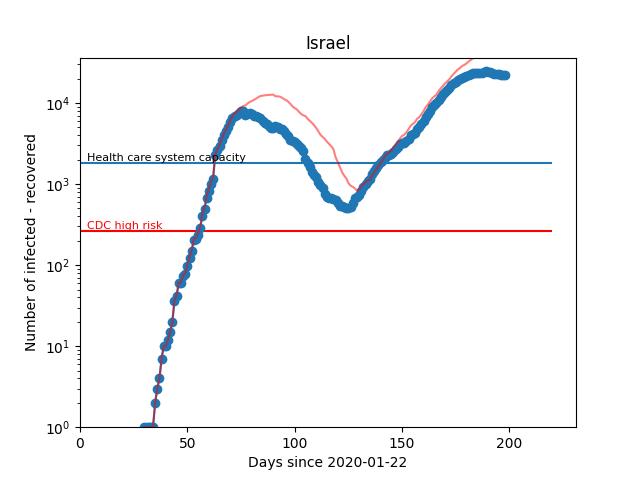 Israel
Number of infected - recovered
10^4
10^3
10^2
10^1
10^0
Health care system capacity
CDC high risk
0 50 100 150 200
Days since 2020-01-22